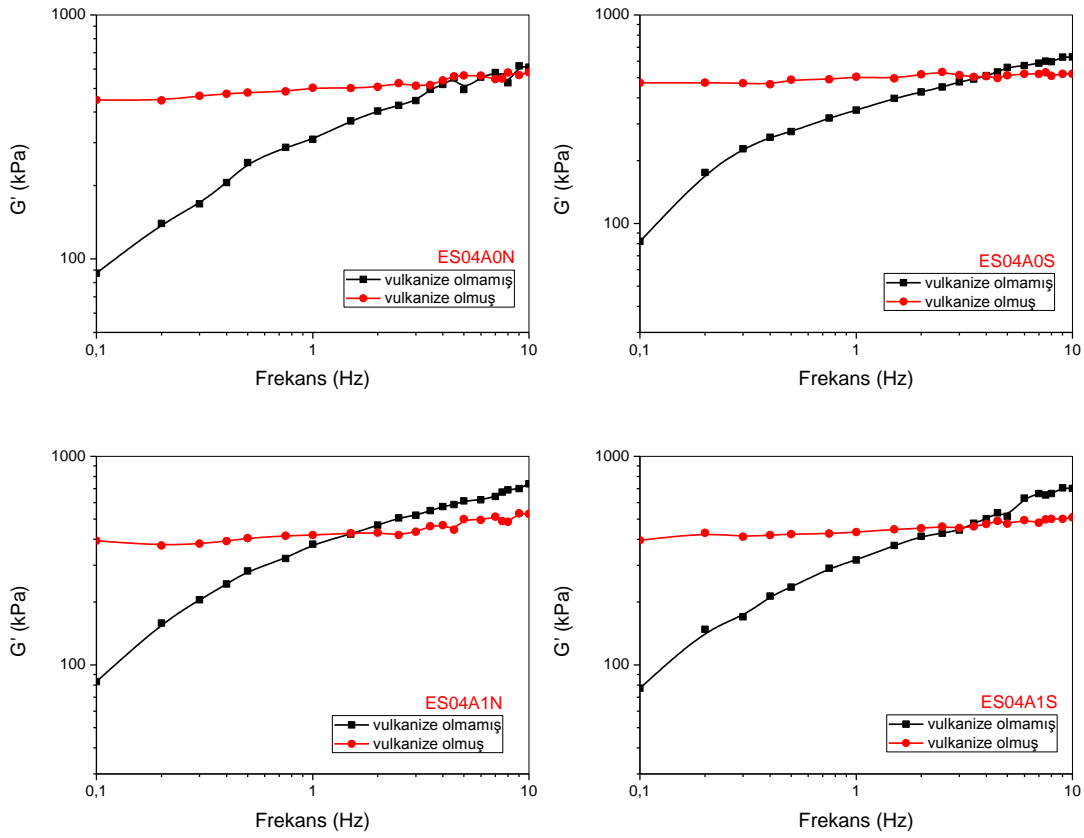 1000
G' (kPa)
100
ES04A0N
vulkanize olmamış
vulkanize olmuş
0,1 1 10
Frekans (Hz)
1000
G' (kPa)
100
ES04A0S
vulkanize olmamış
vulkanize olmuş
0,1 1 10
Frekans (Hz)
1000
G' (kPa)
100
ES04A1N
vulkanize olmamış
vulkanize olmuş
0,1 1 10
Frekans (Hz)
1000
G' (kPa)
100
ES04A1S
vulkanize olmamış
vulkanize olmuş
0,1 1 10
Frekans (Hz)